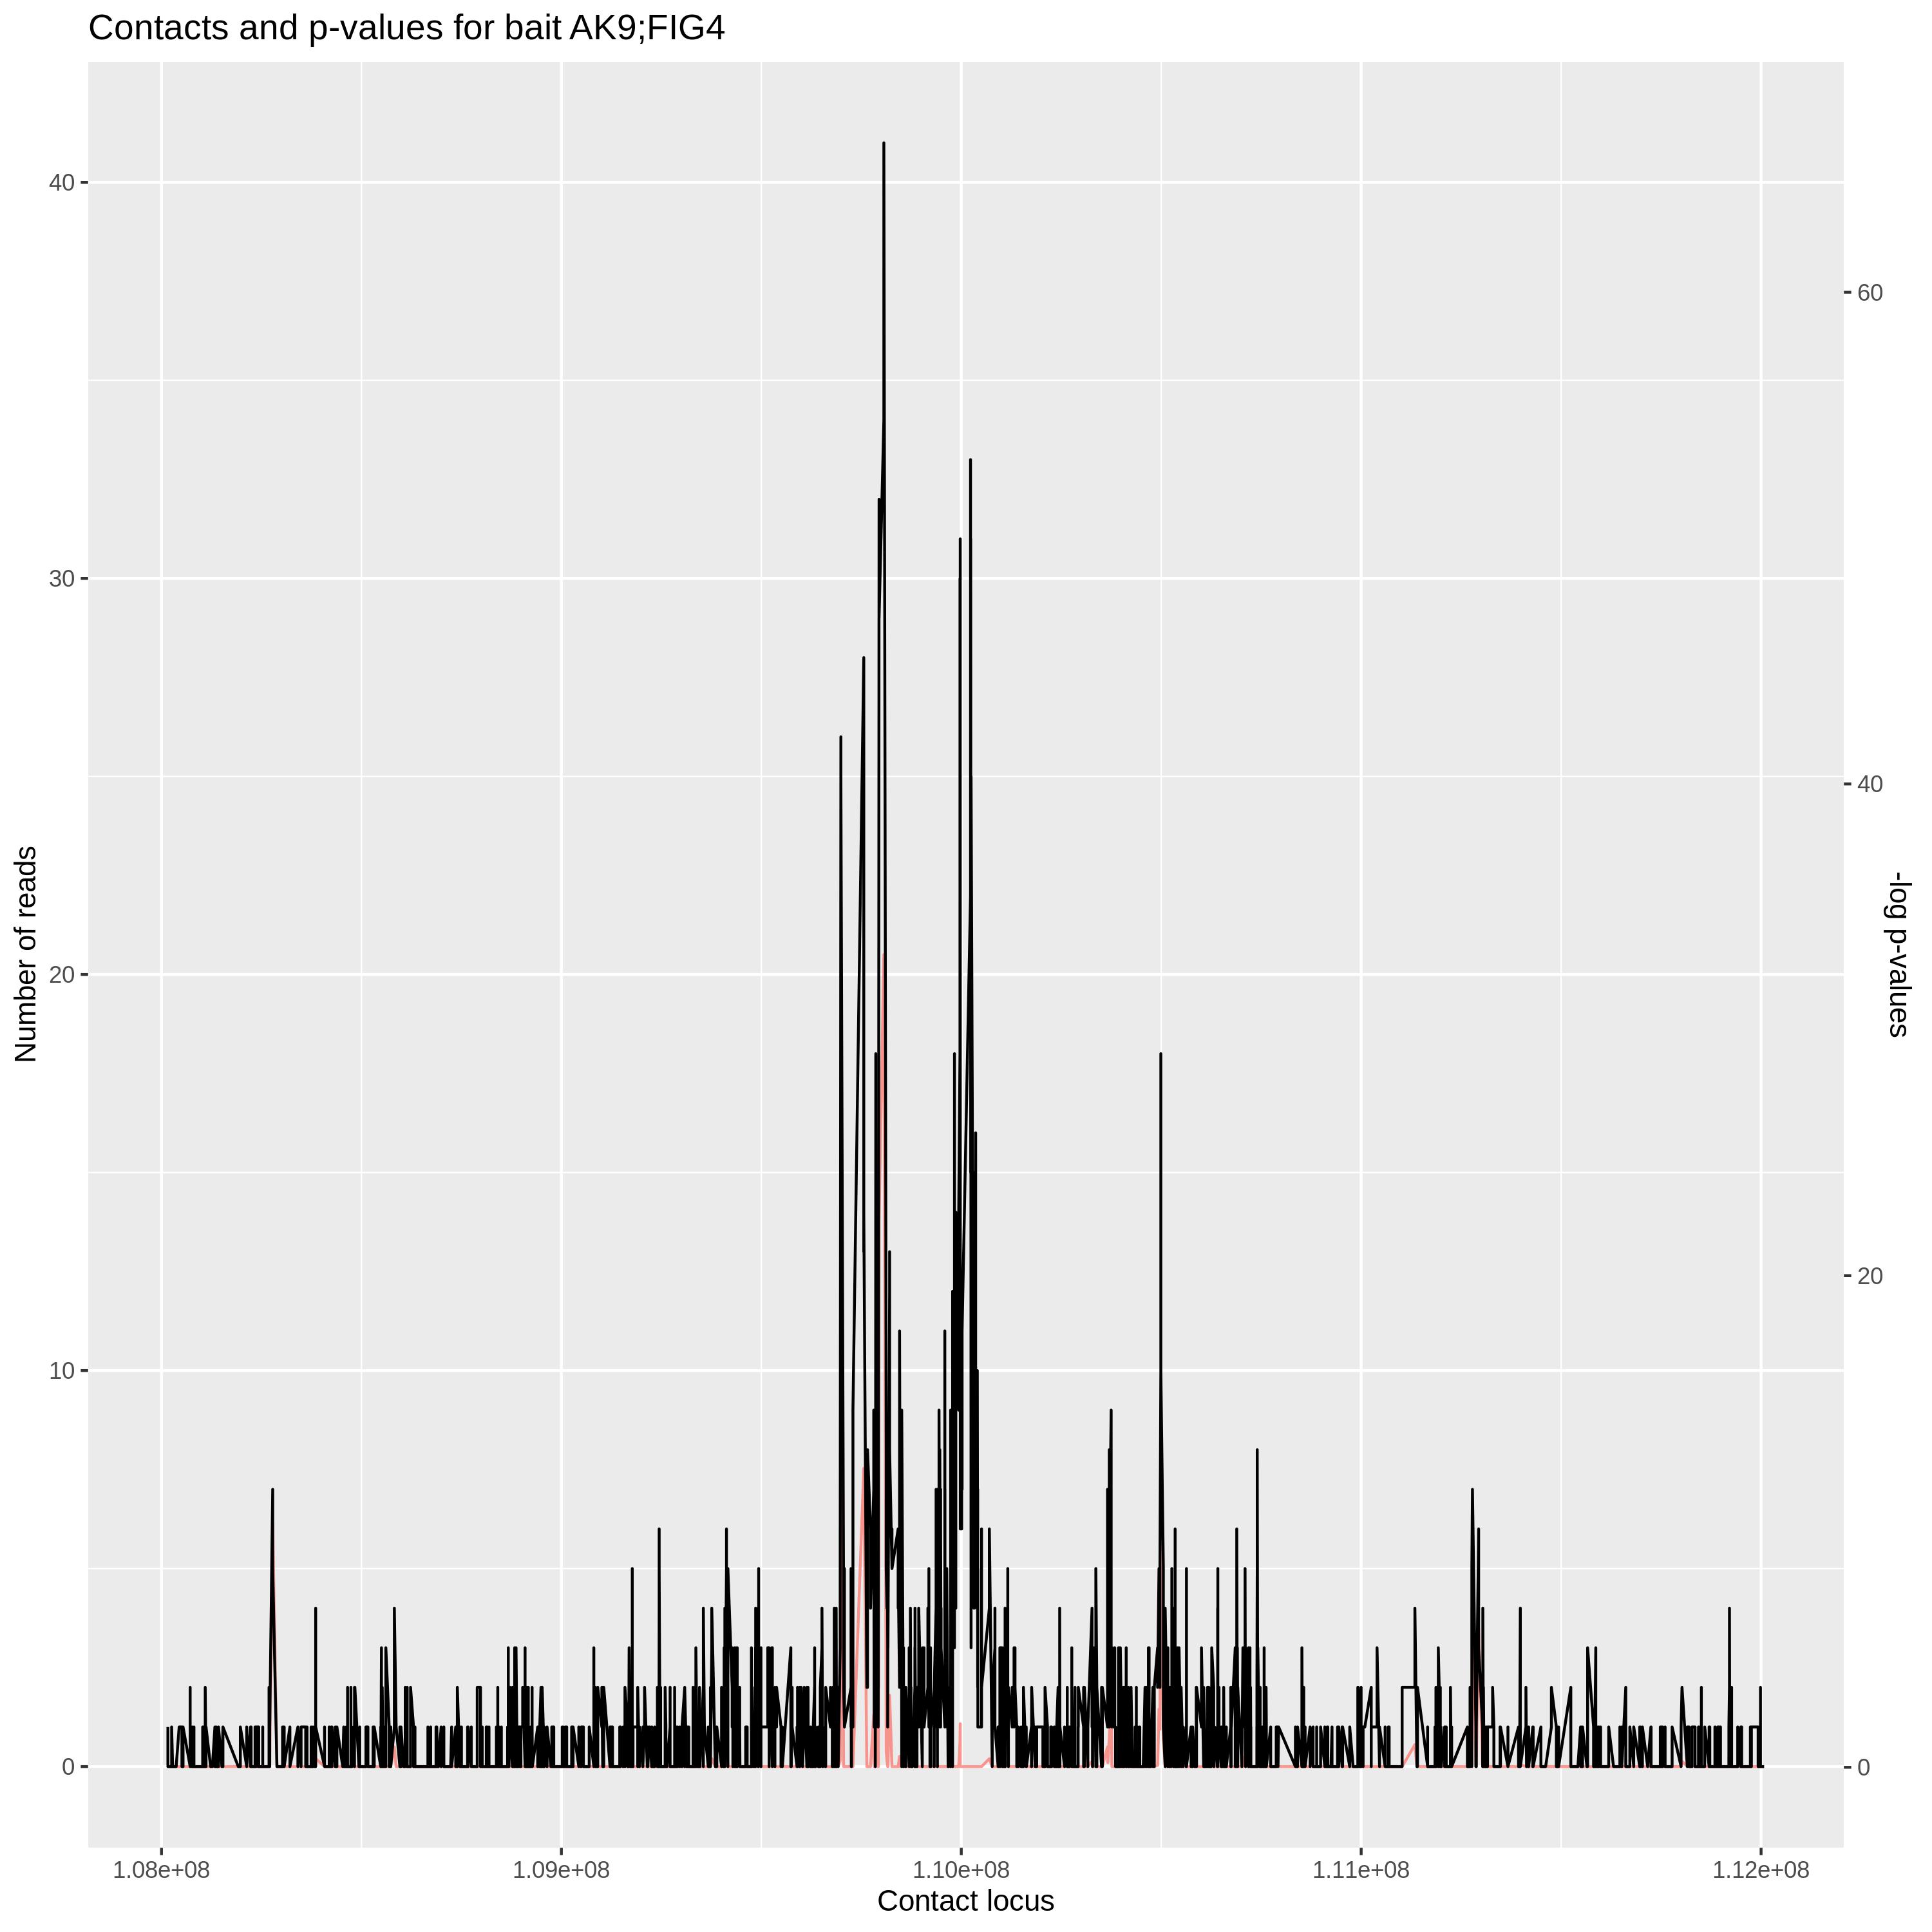 Contacts and p-values for bait AK9;FIG4
40
30
20
10
0
Number of reads
60
40
20
0
-log p-values
1.08e+08 1.09e+08 1.10e+08 1.11e+08 1.12e+08
Contact locus